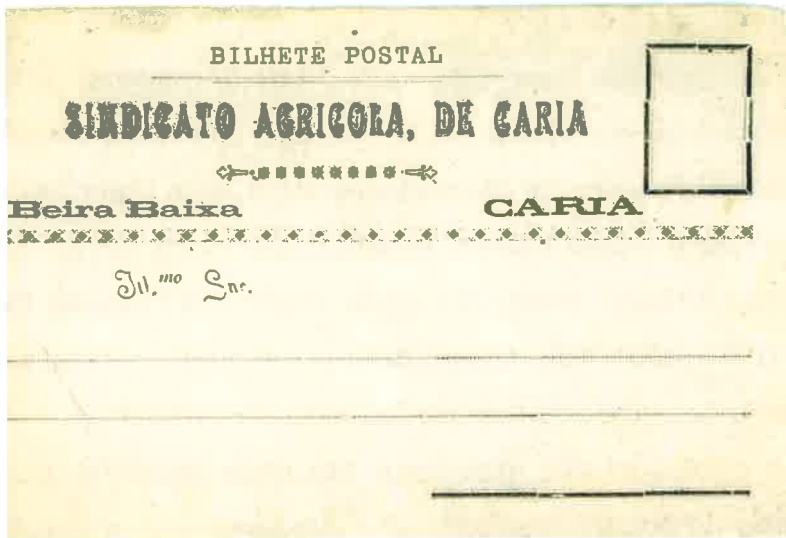 BILHETE POSTAL
SINDICATO AGRICOLA, DE CARIA
Beira Baixa CARIA
Ill.mo Snr.